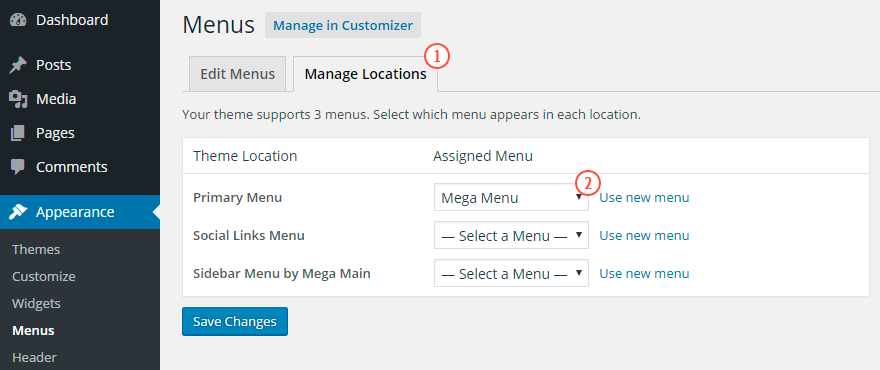 Dashboard
Posts
Media
Pages
Comments
Appearance
Themes
Customize
Widgets
Menus
Header
Menus Manage in Customizer
Edit Menus Manage Locations 1
Your theme supports 3 menus. Select which menu appears in each location.
Theme Location Assigned Menu
Primary Menu Mega Menu 2 Use new menu
Social Links Menu — Select a Menu — Use new menu
Sidebar Menu by Mega Main — Select a Menu — Use new menu
Save Changes